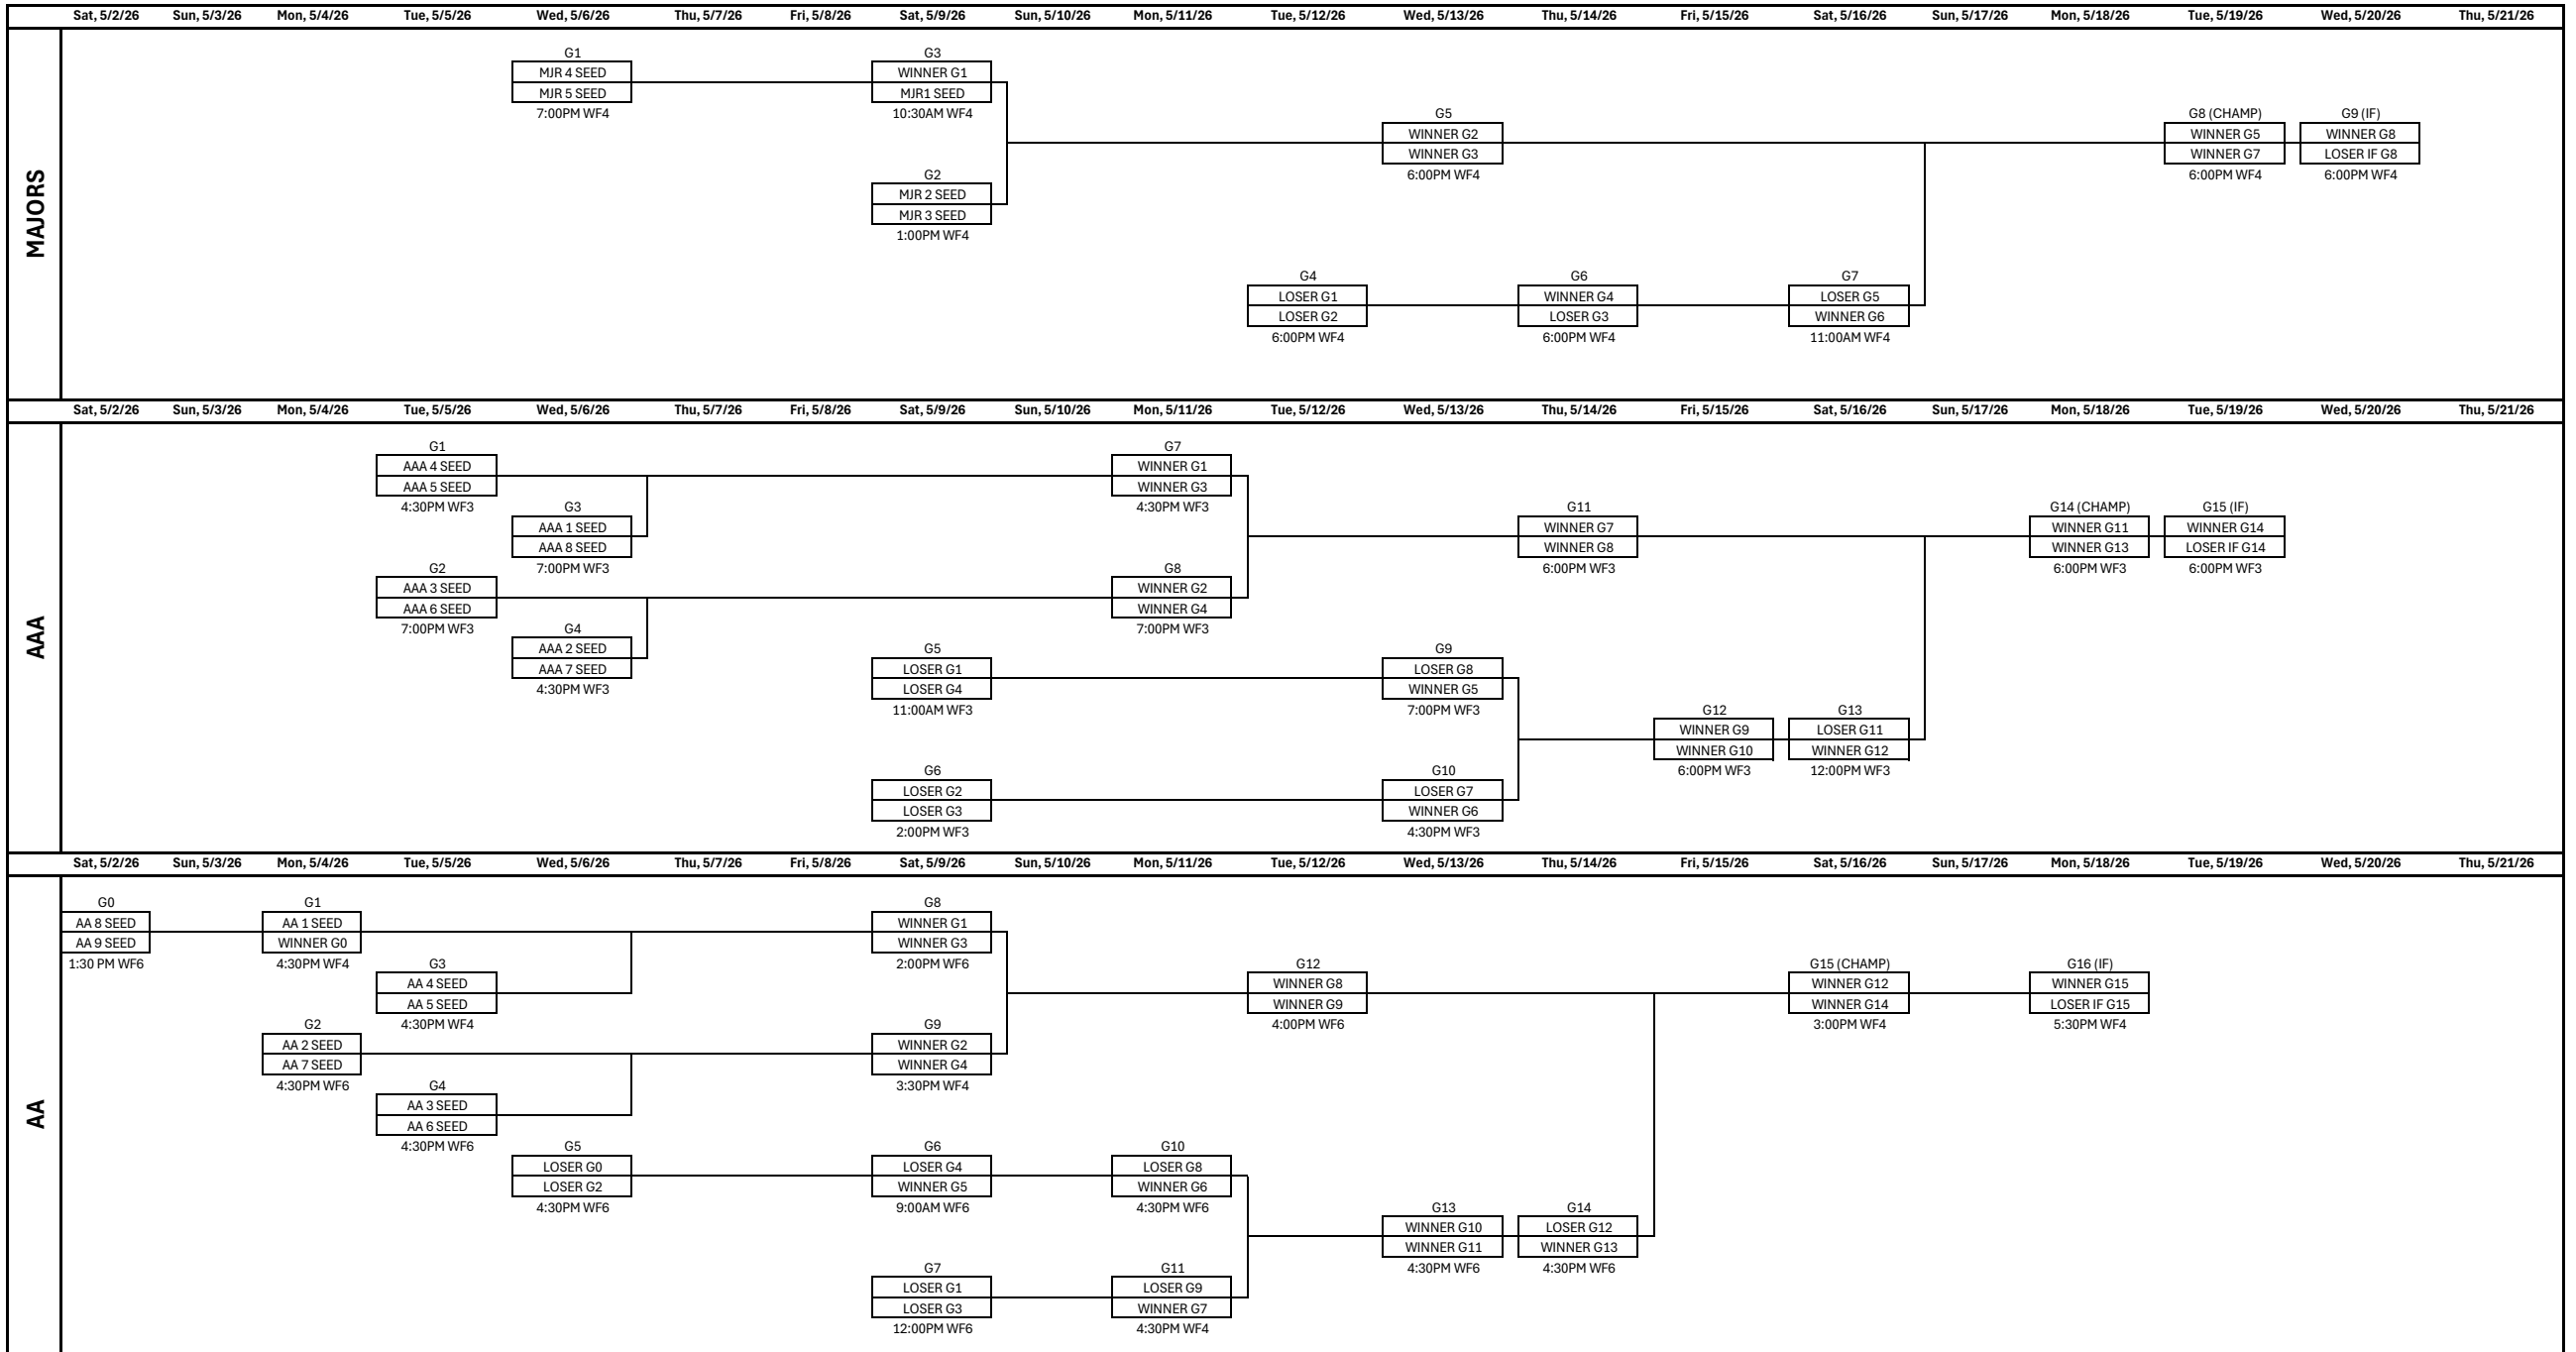 Sat, 5/2/26 Sun, 5/3/26 Mon, 5/4/26 Tue, 5/5/26 Wed, 5/6/26 Thu, 5/7/26 Fri, 5/8/26 Sat, 5/9/26 Sun, 5/10/26 Mon, 5/11/26 Tue, 5/12/26 Wed, 5/13/26 Thu, 5/14/26 Fri, 5/15/26 Sat, 5/16/26 Sun, 5/17/26 Mon, 5/18/26 Tue, 5/19/26 Wed, 5/20/26 Thu, 5/21/26
MAJORS
G1
MJR 4 SEED
MJR 5 SEED
7:00PM WF4
G3
WINNER G1
MJR1 SEED
10:30AM WF4
G2
MJR 2 SEED
MJR 3 SEED
1:00PM WF4
G5
WINNER G2
WINNER G3
6:00PM WF4
G8 (CHAMP)
WINNER G5
WINNER G7
6:00PM WF4
G9 (IF)
WINNER G8
LOSER IF G8
6:00PM WF4
G4
LOSER G1
LOSER G2
6:00PM WF4
G6
WINNER G4
LOSER G3
6:00PM WF4
G7
LOSER G5
WINNER G6
11:00AM WF4
Sat, 5/2/26 Sun, 5/3/26 Mon, 5/4/26 Tue, 5/5/26 Wed, 5/6/26 Thu, 5/7/26 Fri, 5/8/26 Sat, 5/9/26 Sun, 5/10/26 Mon, 5/11/26 Tue, 5/12/26 Wed, 5/13/26 Thu, 5/14/26 Fri, 5/15/26 Sat, 5/16/26 Sun, 5/17/26 Mon, 5/18/26 Tue, 5/19/26 Wed, 5/20/26 Thu, 5/21/26
AAA
G1
AAA 4 SEED
AAA 5 SEED
4:30PM WF3
G3
AAA 1 SEED
AAA 8 SEED
7:00PM WF3
G2
AAA 3 SEED
AAA 6 SEED
7:00PM WF3
G4
AAA 2 SEED
AAA 7 SEED
4:30PM WF3
G7
WINNER G1
WINNER G3
4:30PM WF3
G8
WINNER G2
WINNER G4
7:00PM WF3
G11
WINNER G7
WINNER G8
6:00PM WF3
G14 (CHAMP)
WINNER G11
WINNER G13
6:00PM WF3
G15 (IF)
WINNER G14
LOSER IF G14
6:00PM WF3
G5
LOSER G1
LOSER G4
11:00AM WF3
G9
LOSER G8
WINNER G5
7:00PM WF3
G12
WINNER G9
WINNER G10
6:00PM WF3
G13
LOSER G11
WINNER G12
12:00PM WF3
G6
LOSER G2
LOSER G3
2:00PM WF3
G10
LOSER G7
WINNER G6
4:30PM WF3
Sat, 5/2/26 Sun, 5/3/26 Mon, 5/4/26 Tue, 5/5/26 Wed, 5/6/26 Thu, 5/7/26 Fri, 5/8/26 Sat, 5/9/26 Sun, 5/10/26 Mon, 5/11/26 Tue, 5/12/26 Wed, 5/13/26 Thu, 5/14/26 Fri, 5/15/26 Sat, 5/16/26 Sun, 5/17/26 Mon, 5/18/26 Tue, 5/19/26 Wed, 5/20/26 Thu, 5/21/26
AA
G0
AA 8 SEED
AA 9 SEED
1:30 PM WF6
G1
AA 1 SEED
WINNER G0
4:30PM WF4
G3
AA 4 SEED
AA 5 SEED
4:30PM WF4
G2
AA 2 SEED
AA 7 SEED
4:30PM WF6
G4
AA 3 SEED
AA 6 SEED
4:30PM WF6
G8
WINNER G1
WINNER G3
2:00PM WF6
G9
WINNER G2
WINNER G4
3:30PM WF4
G12
WINNER G8
WINNER G9
4:00PM WF6
G15 (CHAMP)
WINNER G12
WINNER G14
3:00PM WF4
G16 (IF)
WINNER G15
LOSER IF G15
5:30PM WF4
G5
LOSER G0
LOSER G2
4:30PM WF6
G6
LOSER G4
WINNER G5
9:00AM WF6
G10
LOSER G8
WINNER G6
4:30PM WF6
G13
WINNER G10
WINNER G11
4:30PM WF6
G14
LOSER G12
WINNER G13
4:30PM WF6
G7
LOSER G1
LOSER G3
12:00PM WF6
G11
LOSER G9
WINNER G7
4:30PM WF4